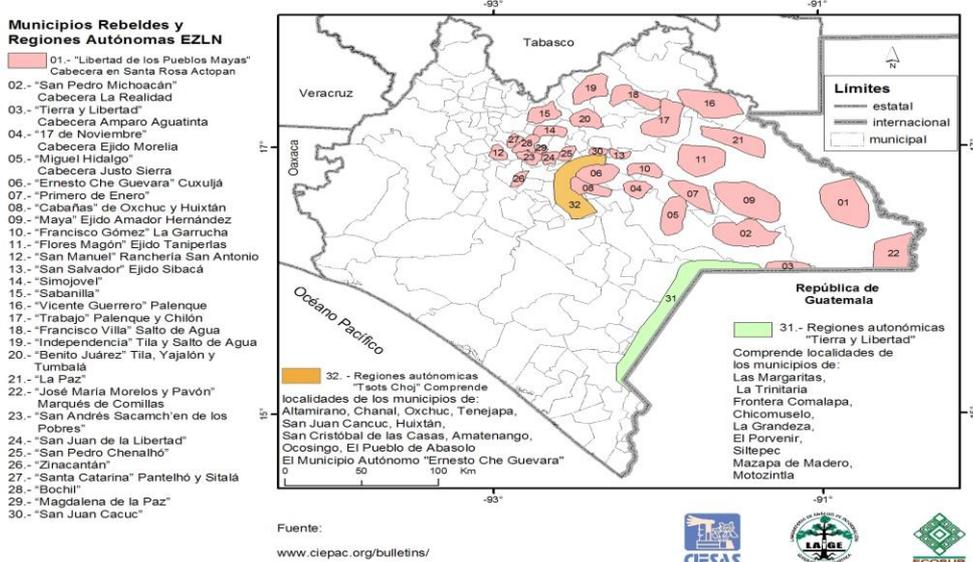 Municipios Rebeldes y
Regiones Autónomas EZLN
01.- "Libertad de los Pueblos Mayas"
Cabecera en Santa Rosa Actopan
02.- "San Pedro Michoacán"
Cabecera La Realidad
03.- "Tierra y Libertad"
Cabecera Amparo Aguatinta
04.- "17 de Noviembre"
Cabecera Ejido Morelia
05.- "Miguel Hidalgo"
Cabecera Justo Sierra
06.- "Ernesto Che Guevara" Cuxuljá
07.- "Primero de Enero"
08.- "Cabañas" de Oxchuc y Huixtán
09.- "Maya" Ejido Amador Hernández
10.- "Francisco Gómez" La Garrucha
11.- "Flores Magón" Ejido Taniperlas
12.- "San Manuel" Ranchería San Antonio
13.- "San Salvador" Ejido Sibacá
14.- "Simojovel"
15.- "Sabanilla"
16.- "Vicente Guerrero" Palenque
17.- "Trabajo" Palenque y Chilón
18.- "Francisco Villa" Salto de Agua
19.- "Independencia" Tila y Salto de Agua
20.- "Benito Juárez" Tila, Yajalón y
Tumbalá
21.- "La Paz"
22.- "José María Morelos y Pavón"
Marqués de Comillas
23.- "San Andrés Sacamch'en de los
Pobres"
24.- "San Juan de la Libertad"
25.- "San Pedro Chenalhó"
26.- "Zinacantán"
27.- "Santa Catarina" Pantelhó y Sitalá
28.- "Bochil"
29.- "Magdalena de la Paz"
30.- "San Juan Cacuc"
-93°
-91°
Tabasco
Veracruz
Oaxaca
17°
15°
N
Límites
estatal
internacional
municipal
19
18
16
15
20
17
14
27
28
29
21
12
23
24
25
30
13
11
26
06
10
08
04
07
09
01
32
05
02
22
03
31
Océano Pacífico
República de
Guatemala
31.- Regiones autonómicas
"Tierra y Libertad"
Comprende localidades de
los municipios de:
Las Margaritas,
La Trinitaria
Frontera Comalapa,
Chicomuselo,
La Grandeza,
El Porvenir,
Siltepec
Mazapa de Madero,
Motozintla
32. - Regiones autónomicas
"Tsots Choj" Comprende
localidades de los municipios de:
Altamirano, Chanal, Oxchuc, Tenejapa,
San Juan Cancuc, Huixtán,
San Cristóbal de las Casas, Amatenango,
Ocosingo, El Pueblo de Abasolo
El Municipio Autónomo "Ernesto Che Guevara"
0 50 100 Km
-93°
-91°
Fuente:
www.ciepac.org/bulletins/
CIESAS
LAIGE
ECOSUR